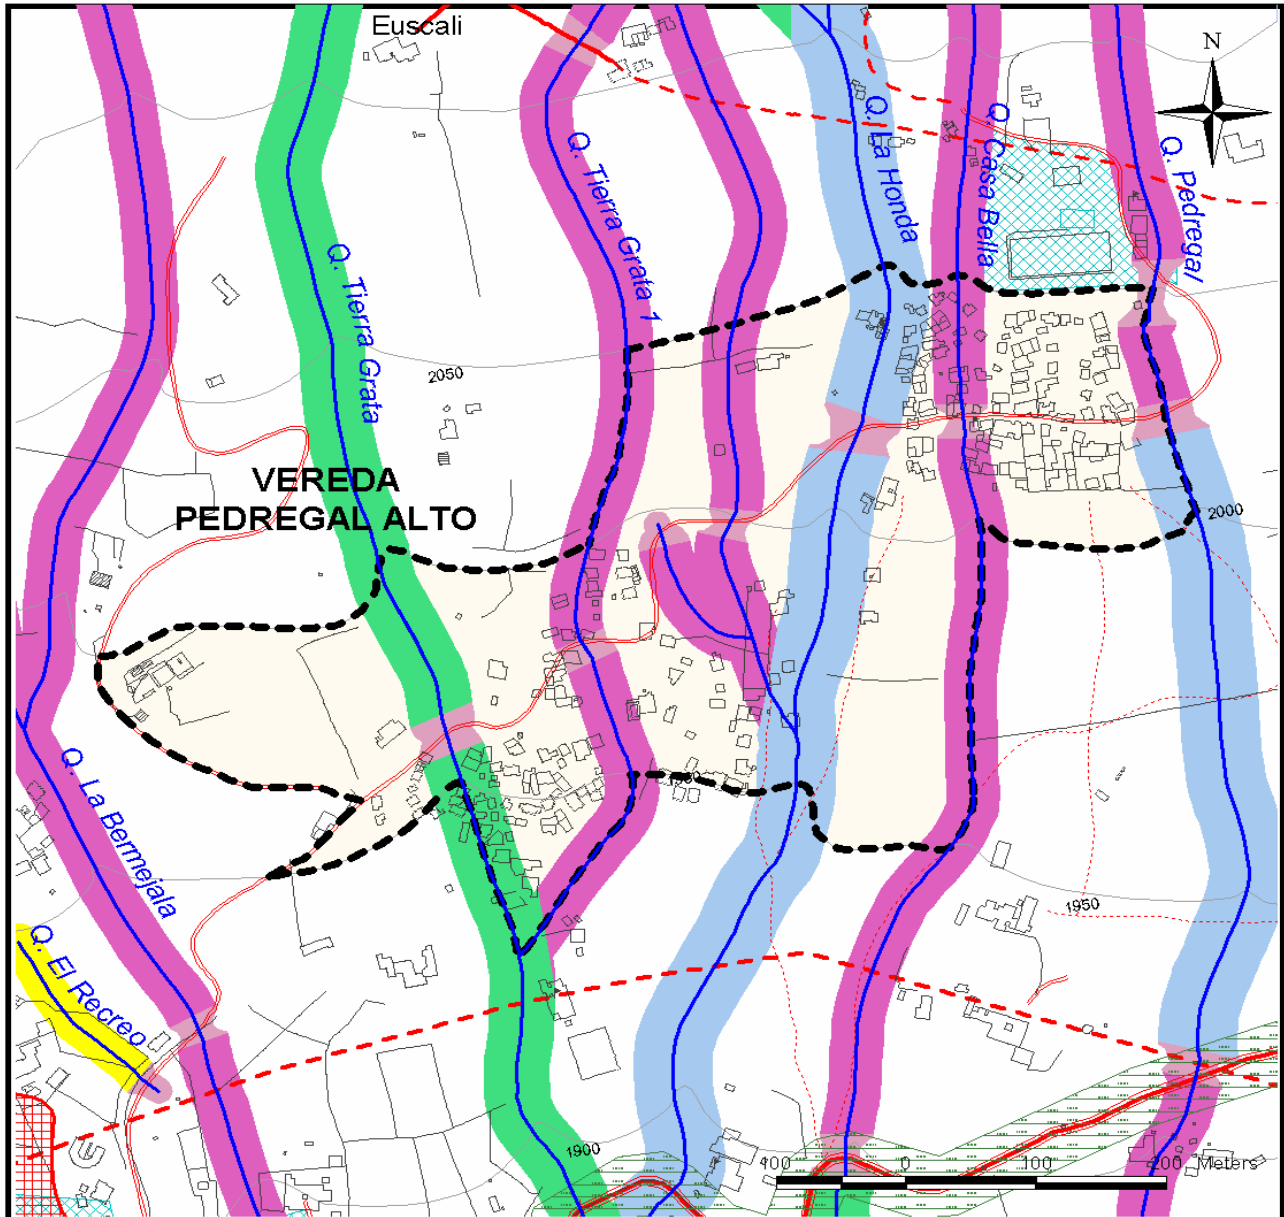 Euscali
N
Q. La Honda
Q. Casa Bella
Q. Pedregal
Q. Tierra Grata 1
Q. Tierra Grata
2050
VEREDA
PEDREGAL ALTO
2000
Q. La Bermejala
1950
Q. El Recreo
1900
100 0 100 200 Meters